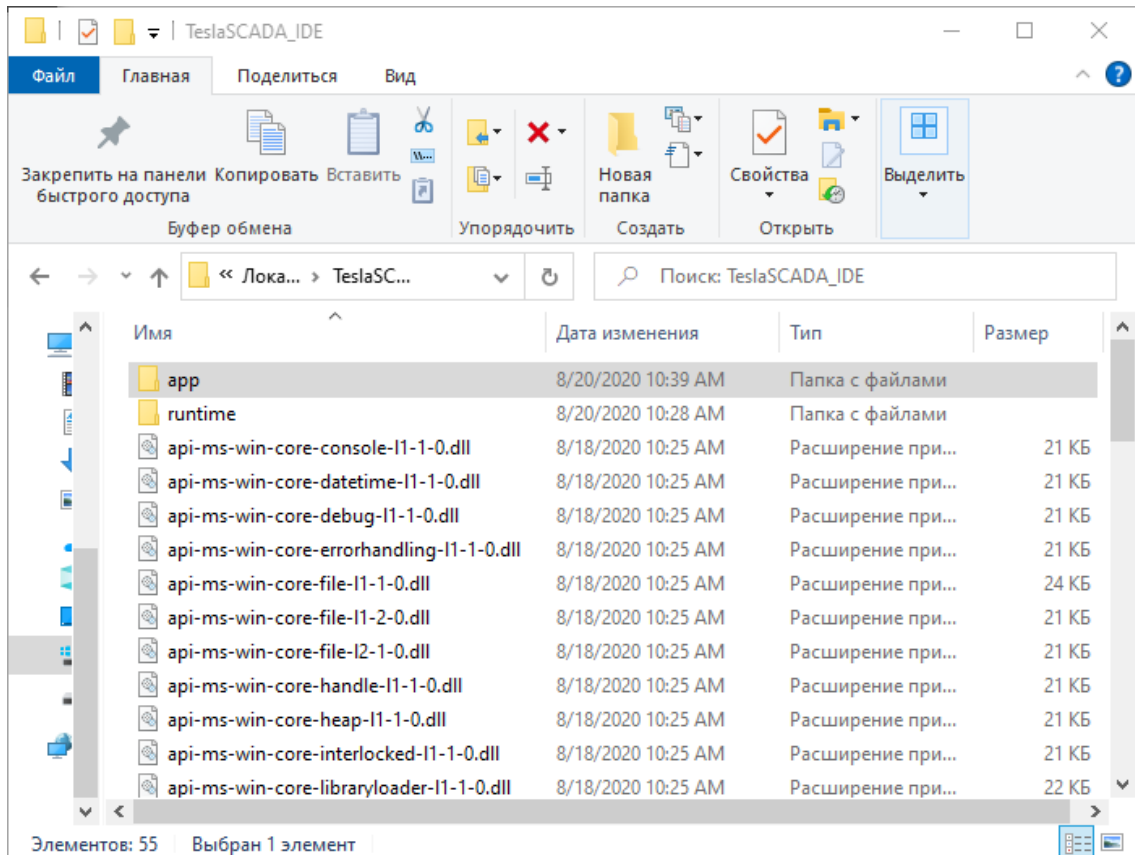 TeslaSCADA_IDE
Файл Главная Поделиться Вид
Закрепить на панели Копировать Вставить
быстрого доступа
Новая
папка
Свойства
Выделить
Буфер обмена Упорядочить Создать Открыть
« Лока... › TeslaSC... Поиск: TeslaSCADA_IDE
Имя Дата изменения Тип Размер
app 8/20/2020 10:39 AM Папка с файлами
runtime 8/20/2020 10:28 AM Папка с файлами
api-ms-win-core-console-l1-1-0.dll 8/18/2020 10:25 AM Расширение при... 21 КБ
api-ms-win-core-datetime-l1-1-0.dll 8/18/2020 10:25 AM Расширение при... 21 КБ
api-ms-win-core-debug-l1-1-0.dll 8/18/2020 10:25 AM Расширение при... 21 КБ
api-ms-win-core-errorhandling-l1-1-0.dll 8/18/2020 10:25 AM Расширение при... 21 КБ
api-ms-win-core-file-l1-1-0.dll 8/18/2020 10:25 AM Расширение при... 24 КБ
api-ms-win-core-file-l1-2-0.dll 8/18/2020 10:25 AM Расширение при... 21 КБ
api-ms-win-core-file-l2-1-0.dll 8/18/2020 10:25 AM Расширение при... 21 КБ
api-ms-win-core-handle-l1-1-0.dll 8/18/2020 10:25 AM Расширение при... 21 КБ
api-ms-win-core-heap-l1-1-0.dll 8/18/2020 10:25 AM Расширение при... 21 КБ
api-ms-win-core-interlocked-l1-1-0.dll 8/18/2020 10:25 AM Расширение при... 21 КБ
api-ms-win-core-libraryloader-l1-1-0.dll 8/18/2020 10:25 AM Расширение при... 22 КБ
Элементов: 55 Выбран 1 элемент